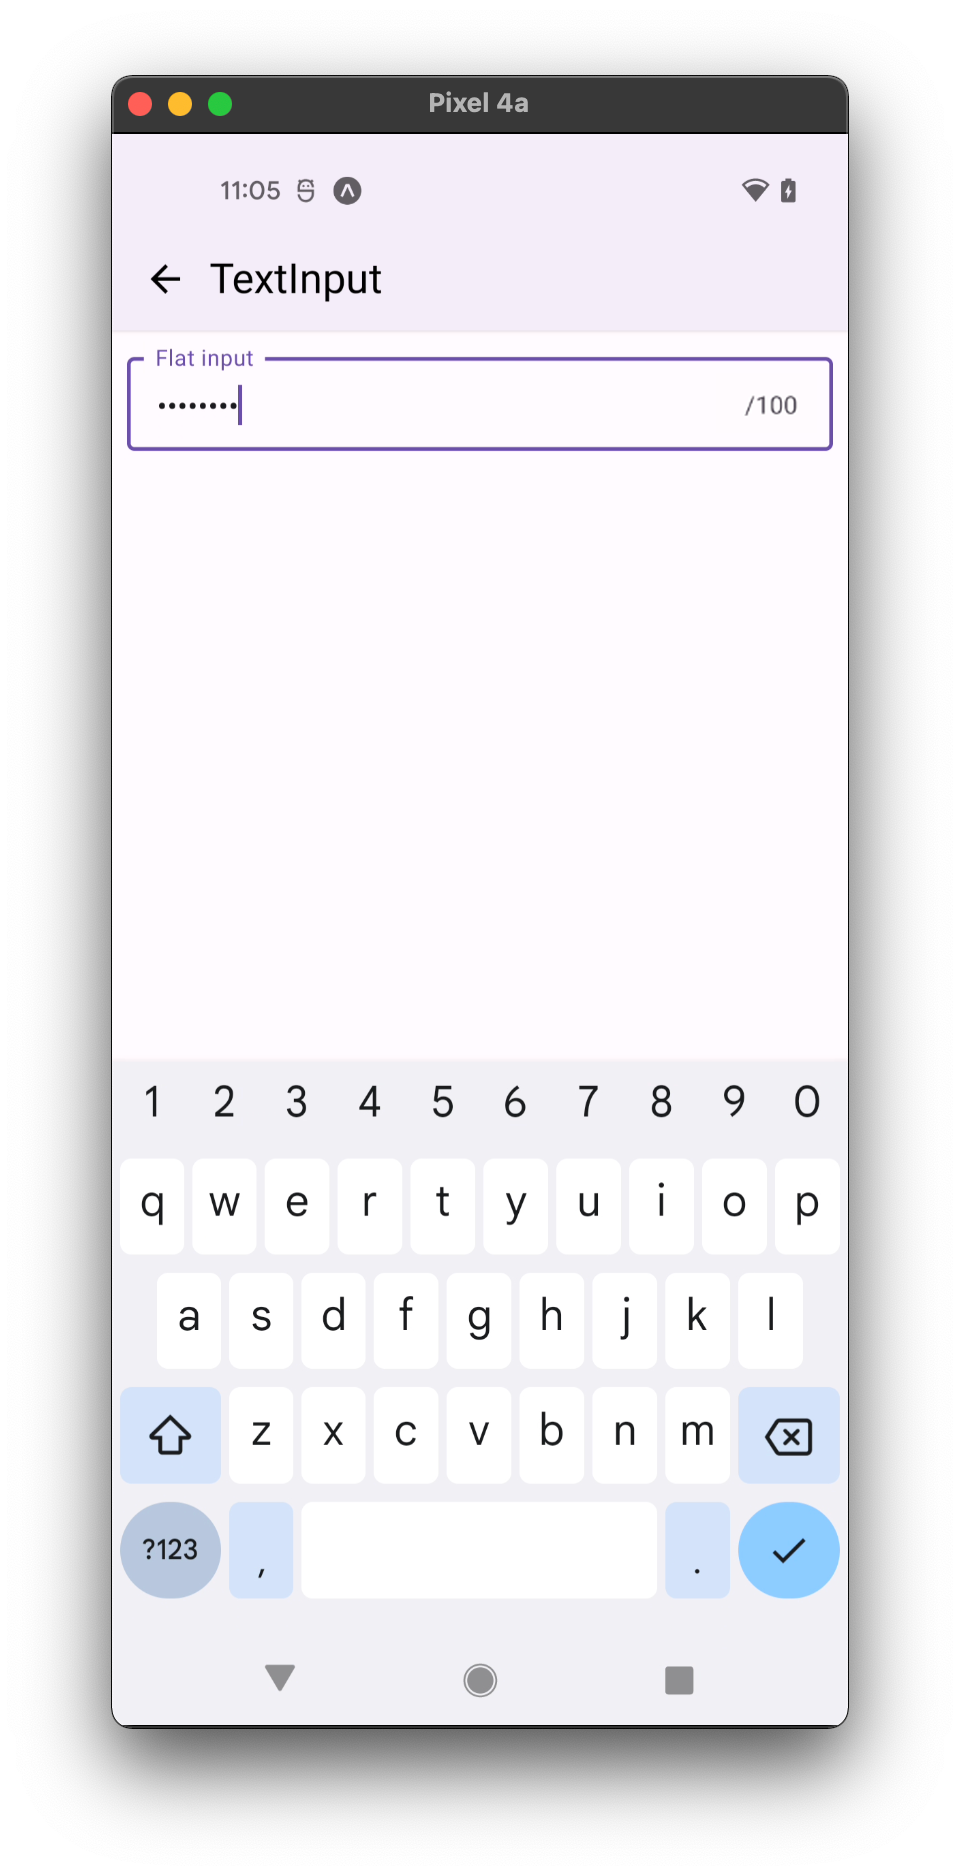 Pixel 4a
11:05
TextInput
Flat input
••••••••
/100
1 2 3 4 5 6 7 8 9 0
q w e r t y u i o p
a s d f g h j k l
z x c v b n m
?123 , .